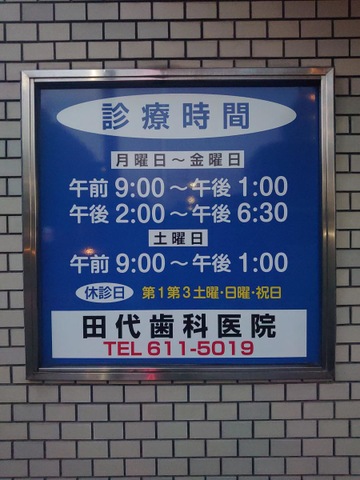 診療時間
月曜日～金曜日
午前 9:00 ～午後 1:00
午後 2:00 ～午後 6:30
土曜日
午前 9:00 ～午後 1:00
休診日 第1第3土曜・日曜・祝日
田代歯科医院
TEL 611-5019